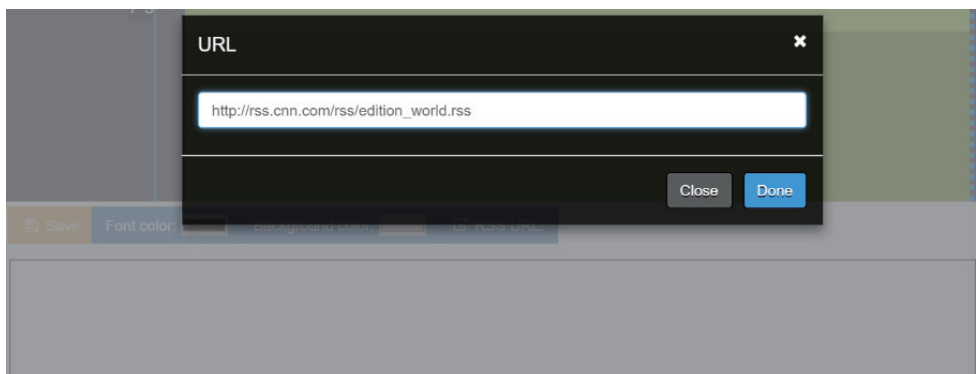 URL ✖
http://rss.cnn.com/rss/edition_world.rss
Close Done
Save Font color: Background color: RSS URL: